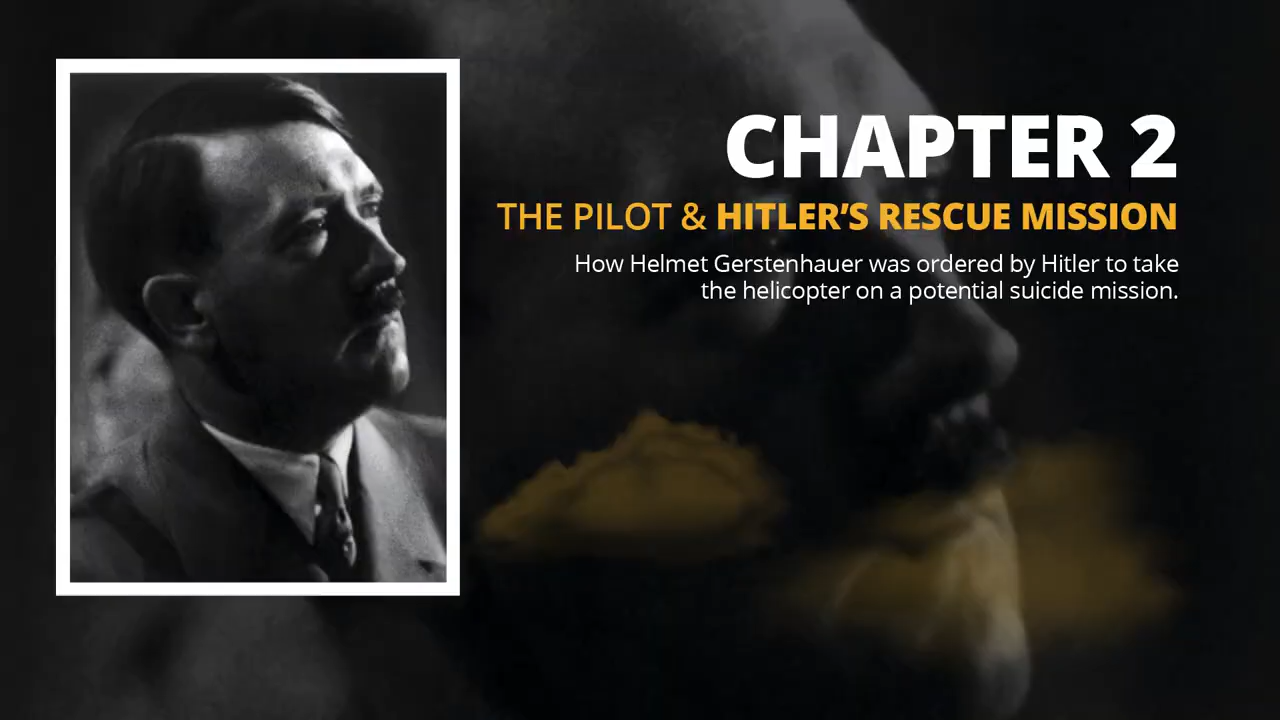 CHAPTER 2
THE PILOT & HITLER’S RESCUE MISSION
How Helmet Gerstenhauer was ordered by Hitler to take
the helicopter on a potential suicide mission.